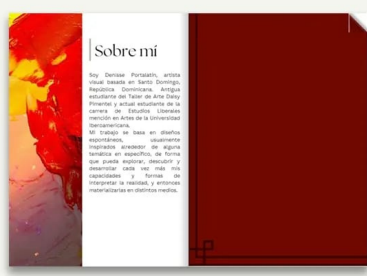 Sobre mí
Soy Denisse Portalatín, artista
visual basada en Santo Domingo,
República Dominicana. Antigua
estudiante del Taller de Arte Daisy
Pimentel y actual estudiante de la
carrera de Estudios Liberales
mención en Artes de la Universidad
Iberoamericana.
Mi trabajo se basa en diseños
espontáneos, usualmente
inspirados alrededor de alguna
temática en específico, de forma
que pueda explorar, descubrir y
desarrollar cada vez más mis
capacidades y formas de
interpretar la realidad, y entonces
materializarlas en distintos medios.